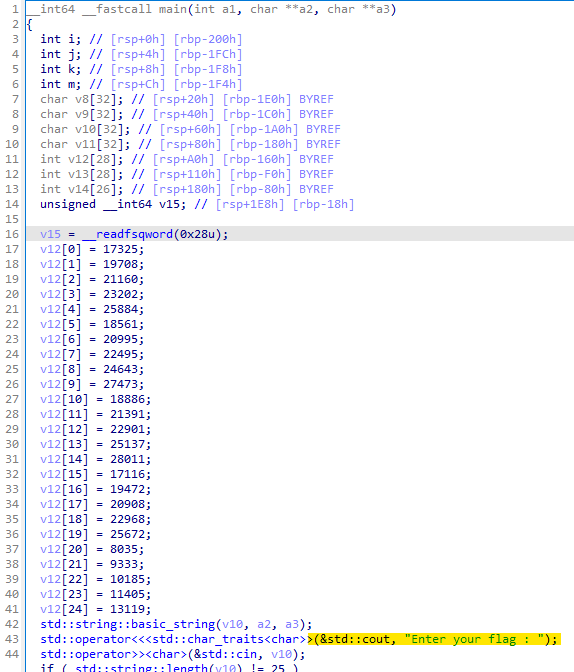 1 __int64 __fastcall main(int a1, char **a2, char **a3)
2 {
3 int i; // [rsp+0h] [rbp-200h]
4 int j; // [rsp+4h] [rbp-1FCh]
5 int k; // [rsp+8h] [rbp-1F8h]
6 int m; // [rsp+Ch] [rbp-1F4h]
7 char v8[32]; // [rsp+20h] [rbp-1E0h] BYREF
8 char v9[32]; // [rsp+40h] [rbp-1C0h] BYREF
9 char v10[32]; // [rsp+60h] [rbp-1A0h] BYREF
10 char v11[32]; // [rsp+80h] [rbp-180h] BYREF
11 int v12[28]; // [rsp+A0h] [rbp-160h] BYREF
12 int v13[28]; // [rsp+110h] [rbp-F0h] BYREF
13 int v14[26]; // [rsp+180h] [rbp-80h] BYREF
14 unsigned __int64 v15; // [rsp+1E8h] [rbp-18h]
15
16 v15 = __readfsqword(0x28u);
17 v12[0] = 17325;
18 v12[1] = 19708;
19 v12[2] = 21160;
20 v12[3] = 23202;
21 v12[4] = 25884;
22 v12[5] = 18561;
23 v12[6] = 20995;
24 v12[7] = 22495;
25 v12[8] = 24643;
26 v12[9] = 27473;
27 v12[10] = 18886;
28 v12[11] = 21391;
29 v12[12] = 22901;
30 v12[13] = 25137;
31 v12[14] = 28011;
32 v12[15] = 17116;
33 v12[16] = 19472;
34 v12[17] = 20908;
35 v12[18] = 22968;
36 v12[19] = 25672;
37 v12[20] = 8035;
38 v12[21] = 9333;
39 v12[22] = 10185;
40 v12[23] = 11405;
41 v12[24] = 13119;
42 std::string::basic_string(v10, a2, a3);
43 std::operator<<<std::char_traits<char>>(&std::cout, "Enter your flag : ");
44 std::operator>><char>(&std::cin, v10);
if ( std::string::length(v10) != 25 )